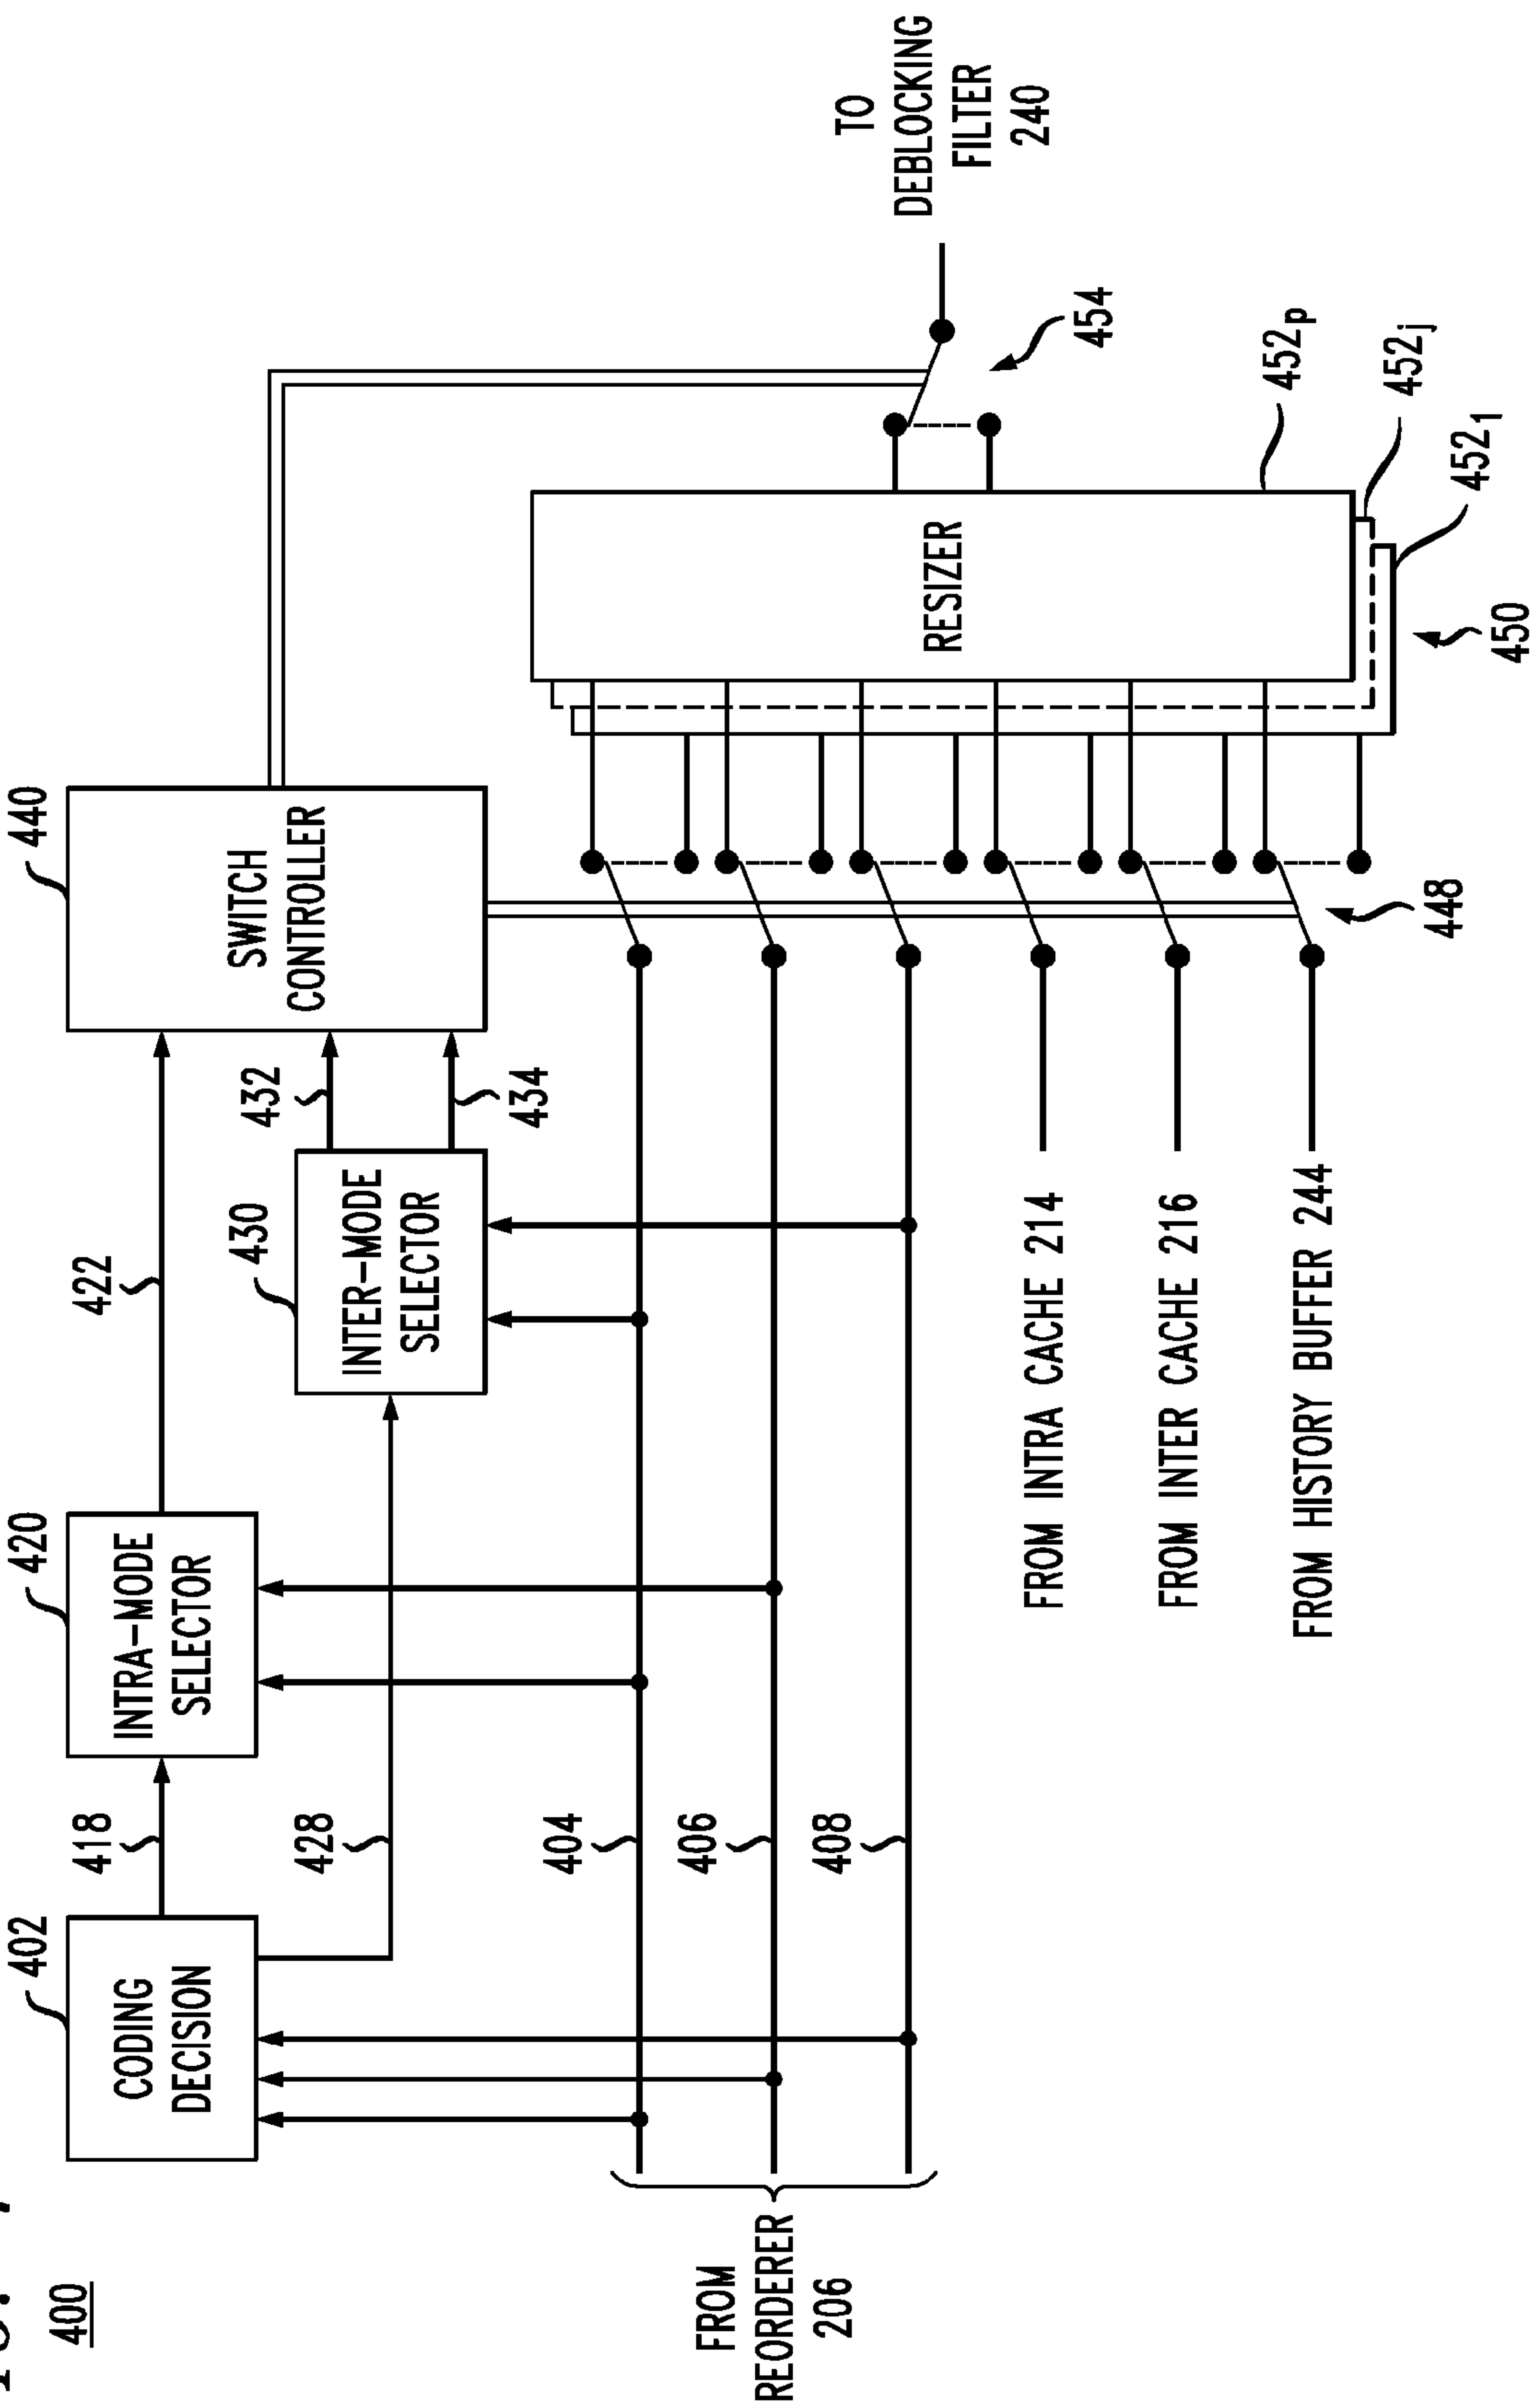 400
402
CODING
DECISION
418
420
INTRA-MODE
SELECTOR
422
428
430
INTER-MODE
SELECTOR
432
434
440
SWITCH
CONTROLLER
404
406
408
FROM
REORDERER
206
FROM INTRA CACHE 214
FROM INTER CACHE 216
FROM HISTORY BUFFER 244
448
RESIZER
450
452p
452j
4521
454
TO
DEBLOCKING
FILTER
240